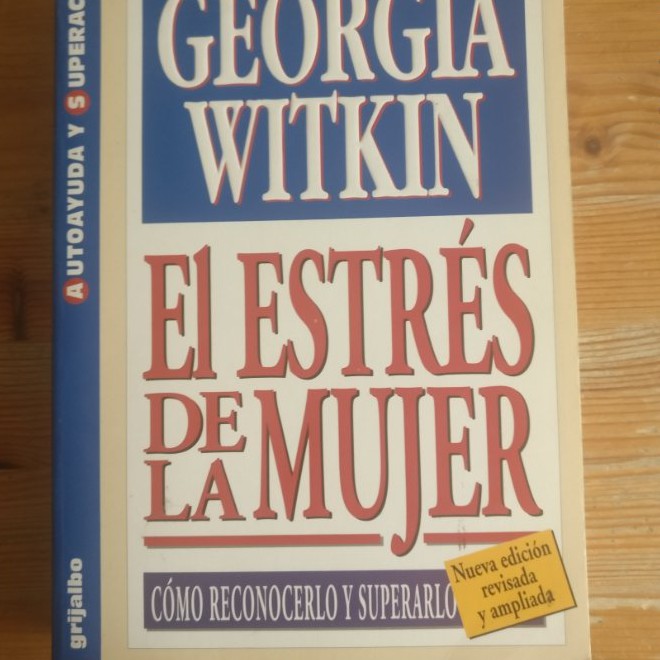 GEORGIA
WITKIN
El ESTRÉS
DE
LA MUJER
CÓMO RECONOCERLO Y SUPERARLO
Nueva edición
revisada
y ampliada
AUTOAYUDA Y SUPERAC
grijalbo